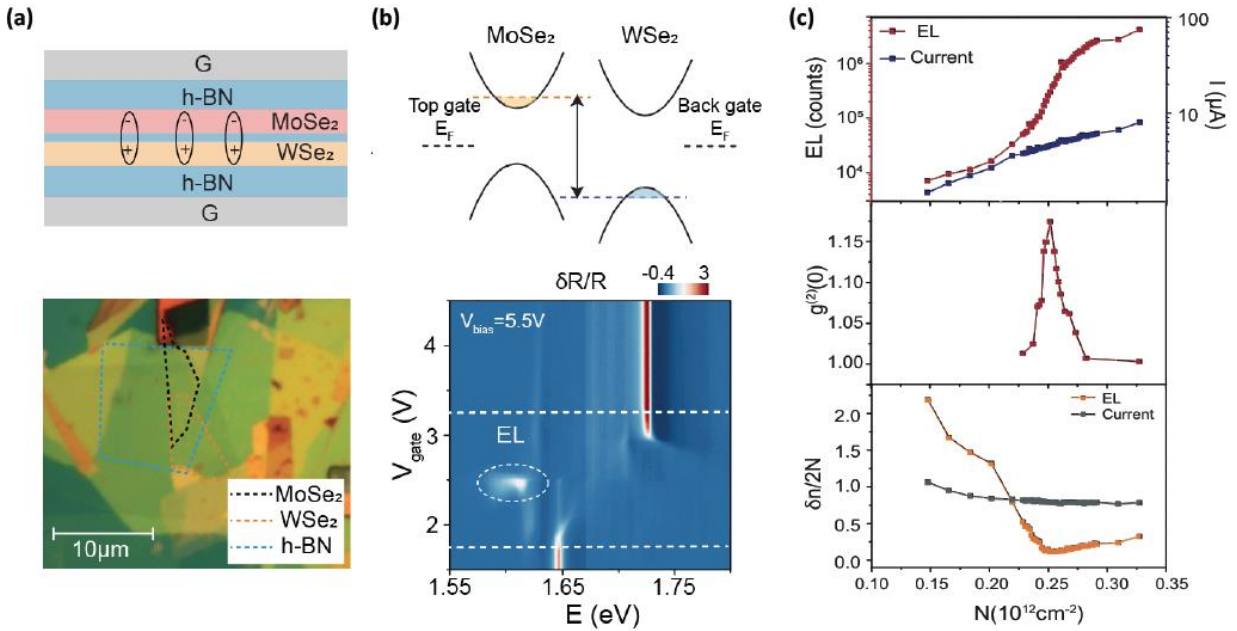 (a)
G
h-BN
MoSe₂
WSe₂
h-BN
G
- - -
+ + +
10μm
MoSe₂
WSe₂
h-BN
(b)
MoSe₂ WSe₂
Top gate Back gate
E_F E_F
δR/R
-0.4 3
V_bias=5.5V
EL
V_gate (V)
4
3
2
1.55 1.65 1.75
E (eV)
(c)
EL
Current
EL (counts)
10⁶
10⁵
10⁴
100
10
I (μA)
g⁽²⁾(0)
1.15
1.10
1.05
1.00
EL
Current
δn/2N
2.0
1.5
1.0
0.5
0.0
0.10 0.15 0.20 0.25 0.30 0.35
N(10¹²cm⁻²)